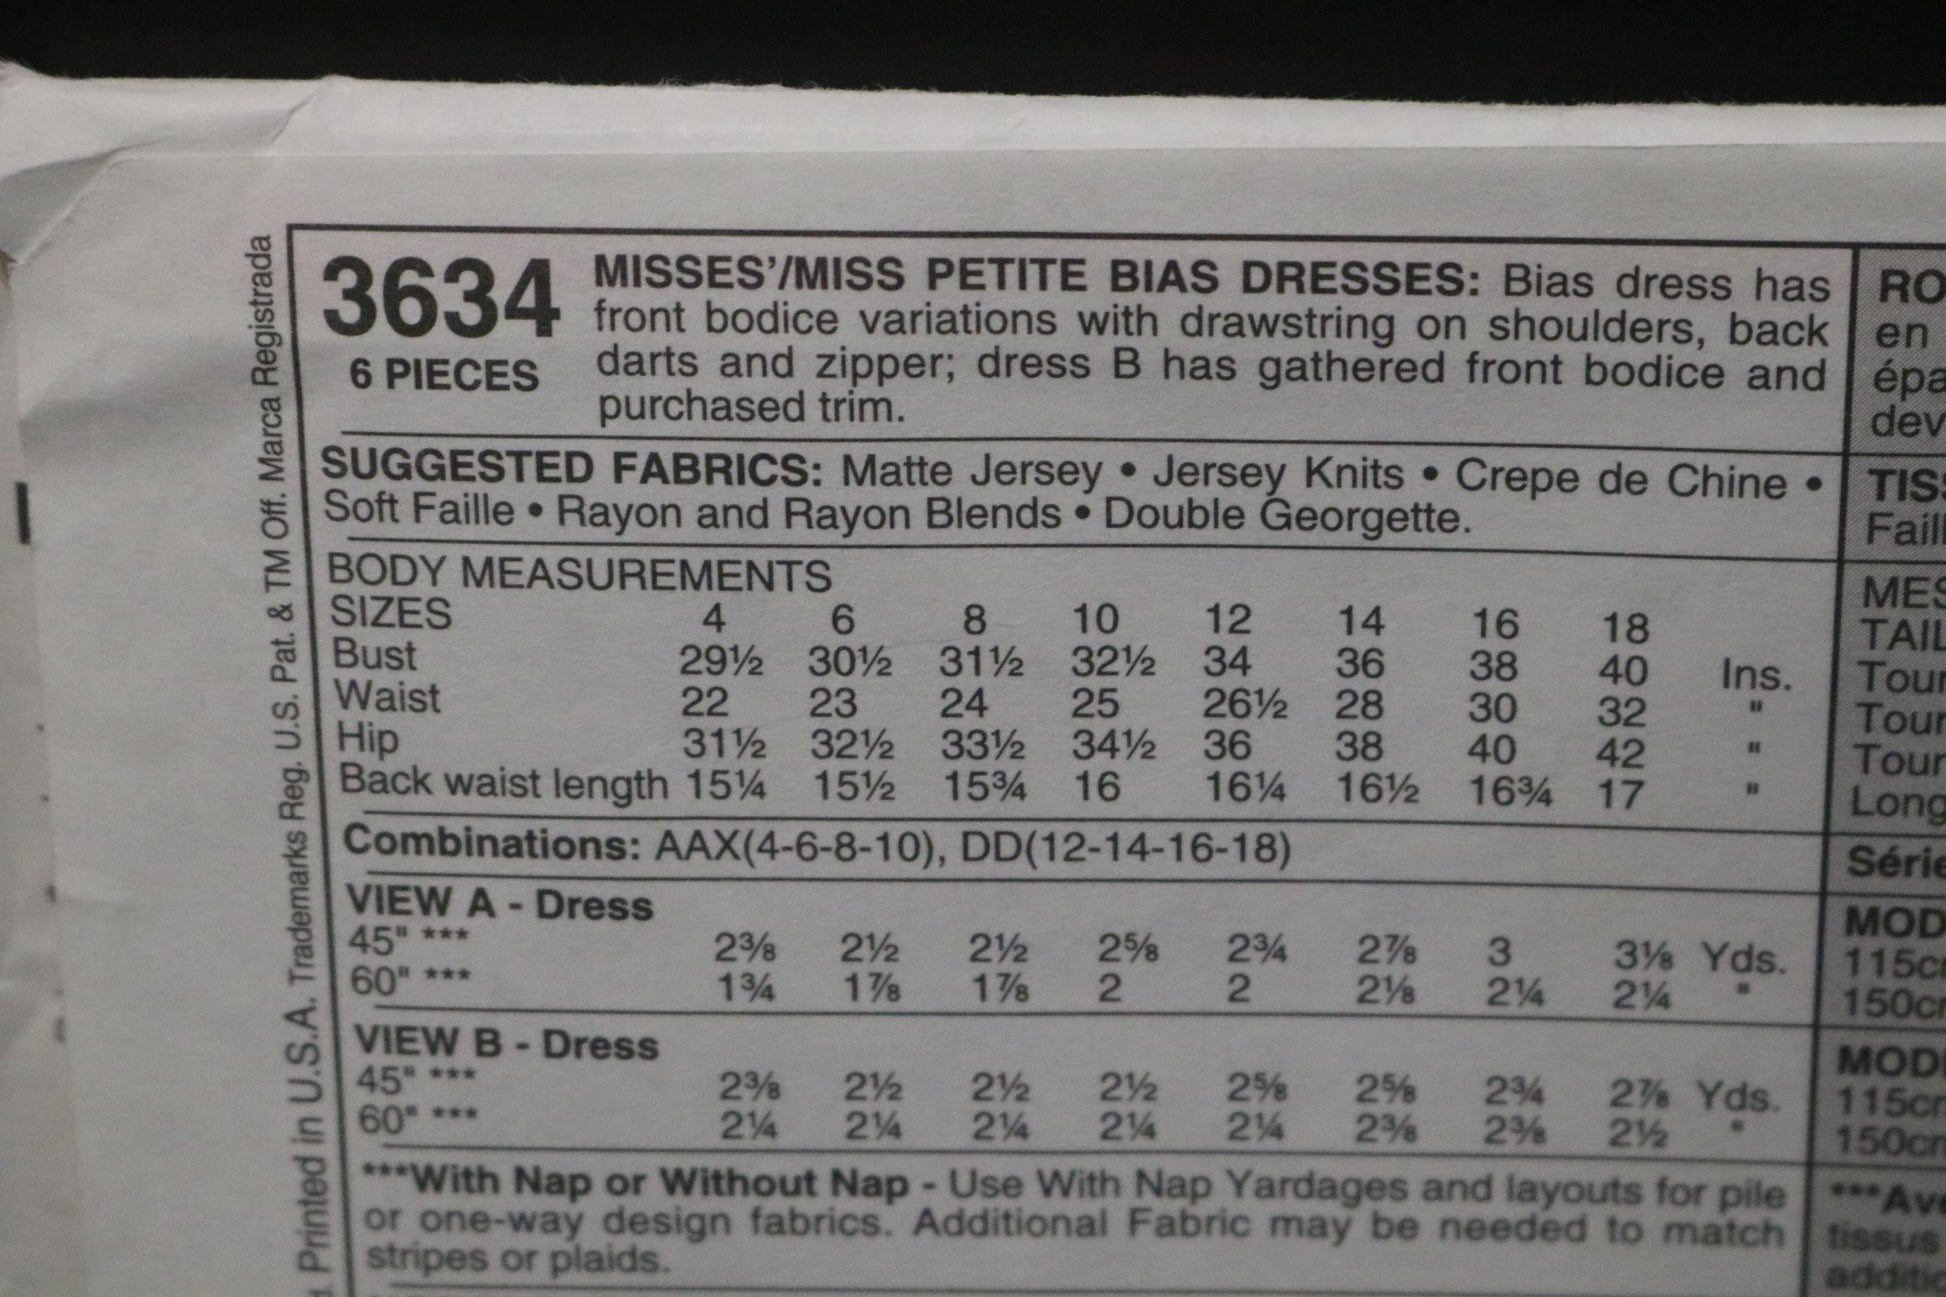 3634
6 PIECES
MISSES'/MISS PETITE BIAS DRESSES: Bias dress has
front bodice variations with drawstring on shoulders, back
darts and zipper; dress B has gathered front bodice and
purchased trim.
SUGGESTED FABRICS: Matte Jersey • Jersey Knits • Crepe de Chine •
Soft Faille • Rayon and Rayon Blends • Double Georgette.
BODY MEASUREMENTS
SIZES 4 6 8 10 12 14 16 18
Bust 29½ 30½ 31½ 32½ 34 36 38 40 Ins.
Waist 22 23 24 25 26½ 28 30 32 "
Hip 31½ 32½ 33½ 34½ 36 38 40 42 "
Back waist length 15¼ 15½ 15¾ 16 16¼ 16½ 16¾ 17 "
Combinations: AAX(4-6-8-10), DD(12-14-16-18)
VIEW A - Dress
45" *** 2⅜ 2½ 2½ 2⅝ 2¾ 2⅞ 3 3⅛ Yds.
60" *** 1¾ 1⅞ 1⅞ 2 2 2⅛ 2¼ 2¼ "
VIEW B - Dress
45" *** 2⅜ 2½ 2½ 2½ 2⅝ 2⅝ 2¾ 2⅞ Yds.
60" *** 2¼ 2¼ 2¼ 2¼ 2¼ 2⅜ 2⅜ 2½ "
***With Nap or Without Nap - Use With Nap Yardages and layouts for pile
or one-way design fabrics. Additional Fabric may be needed to match
stripes or plaids.
Printed in U.S.A. Trademarks Reg. U.S. Pat. & TM Off. Marca Registrada
RO
en
épa
dev
TIS
Fail
MES
TAIL
Tour
Tour
Tour
Long
Série
MOD
115c
150c
MOD
115c
150c
***Ave
tissus
additio